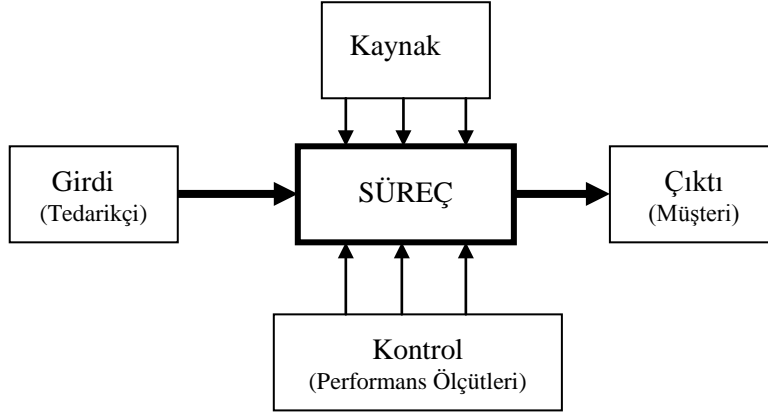 Kaynak
Girdi
(Tedarikçi)
SÜREÇ
Çıktı
(Müşteri)
Kontrol
(Performans Ölçütleri)